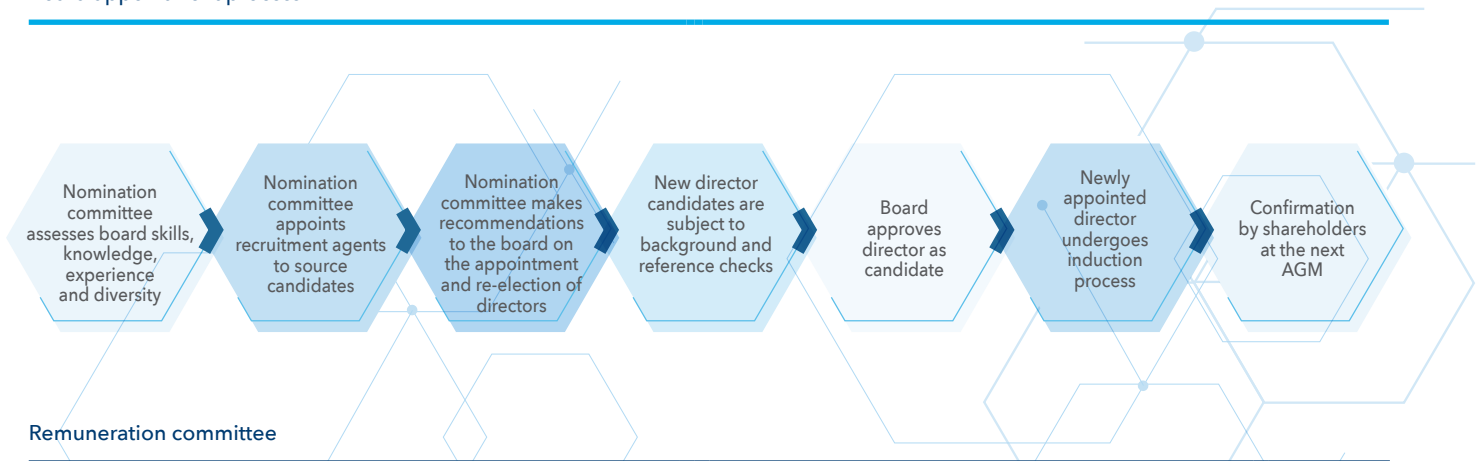 Nomination
committee
assesses board skills,
knowledge,
experience
and diversity
Nomination
committee
appoints
recruitment agents
to source
candidates
Nomination
committee makes
recommendations
to the board on
the appointment
and re-election of
directors
New director
candidates are
subject to
background and
reference checks
Board
approves
director as
candidate
Newly
appointed
director
undergoes
induction
process
Confirmation
by shareholders
at the next
AGM
Remuneration committee